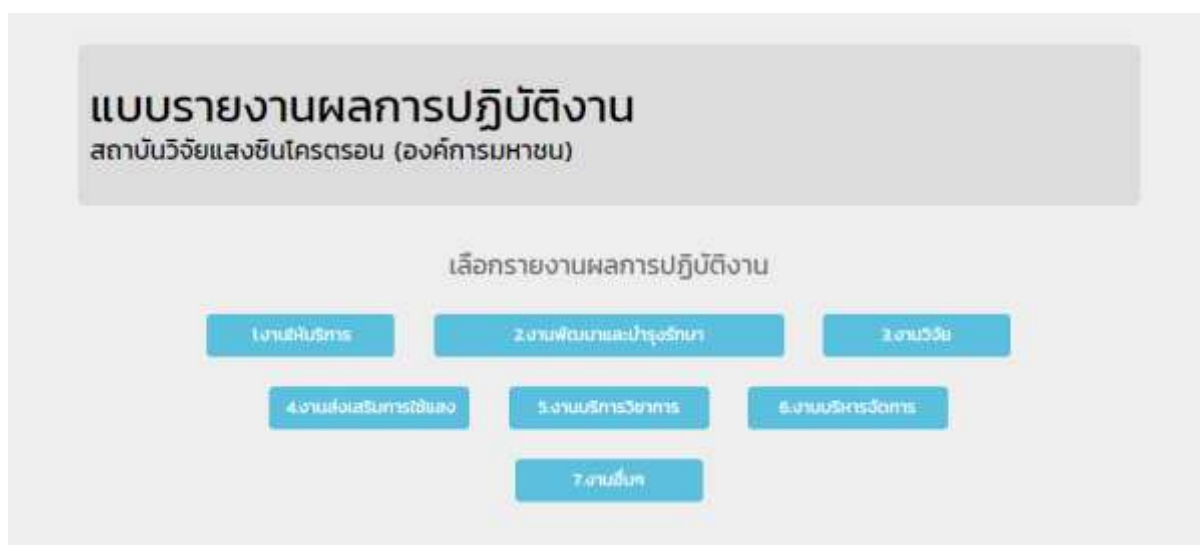 แบบรายงานผลการปฏิบัติงาน
สถาบันวิจัยแสงซินโครตรอน (องค์การมหาชน)
เลือกรายงานผลการปฏิบัติงาน
1.งานให้บริการ 2.งานพัฒนาและบำรุงรักษา 3.งานวิจัย
4.งานส่งเสริมการใช้แสง 5.งานบริการวิชาการ 6.งานบริหารจัดการ
7.งานอื่นๆ